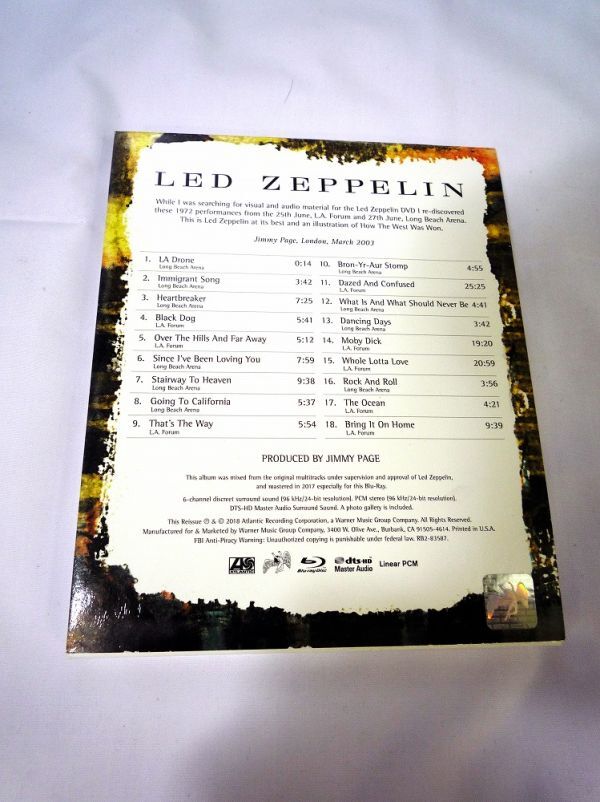 LED ZEPPELIN
While I was searching for visual and audio material for the Led Zeppelin DVD I re-discovered
these 1972 performances from the 25th June, L.A. Forum and 27th June, Long Beach Arena.
This is Led Zeppelin at its best and an illustration of How The West Was Won.
Jimmy Page, London, March 2003
1. LA Drone 0:14
Long Beach Arena
2. Immigrant Song 3:42
Long Beach Arena
3. Heartbreaker 7:25
Long Beach Arena
4. Black Dog 5:41
L.A. Forum
5. Over The Hills And Far Away 5:12
L.A. Forum
6. Since I've Been Loving You 7:59
Long Beach Arena
7. Stairway To Heaven 9:38
Long Beach Arena
8. Going To California 5:37
Long Beach Arena
9. That's The Way 5:54
L.A. Forum
10. Bron-Yr-Aur Stomp 4:55
Long Beach Arena
11. Dazed And Confused 25:25
L.A. Forum
12. What Is And What Should Never Be 4:41
Long Beach Arena
13. Dancing Days 3:42
Long Beach Arena
14. Moby Dick 19:20
L.A. Forum
15. Whole Lotta Love 20:59
L.A. Forum
16. Rock And Roll 3:56
Long Beach Arena
17. The Ocean 4:21
L.A. Forum
18. Bring It On Home 9:39
L.A. Forum
PRODUCED BY JIMMY PAGE
This album was mixed from the original multitracks under supervision and approval of Led Zeppelin,
and mastered in 2017 especially for this Blu-Ray.
6-channel discreet surround sound (96 kHz/24-bit resolution). PCM stereo (96 kHz/24-bit resolution).
DTS-HD Master Audio Surround Sound. A photo gallery is included.
This Reissue ℗ & © 2018 Atlantic Recording Corporation, a Warner Music Group Company. All Rights Reserved.
Manufactured for & Marketed by Warner Music Group Company, 3400 W. Olive Ave., Burbank, CA 91505-4614. Printed in U.S.A.
FBI Anti-Piracy Warning: Unauthorized copying is punishable under federal law. RB2-83587.
ATLANTIC Blu-ray Disc dts-HD Master Audio Linear PCM